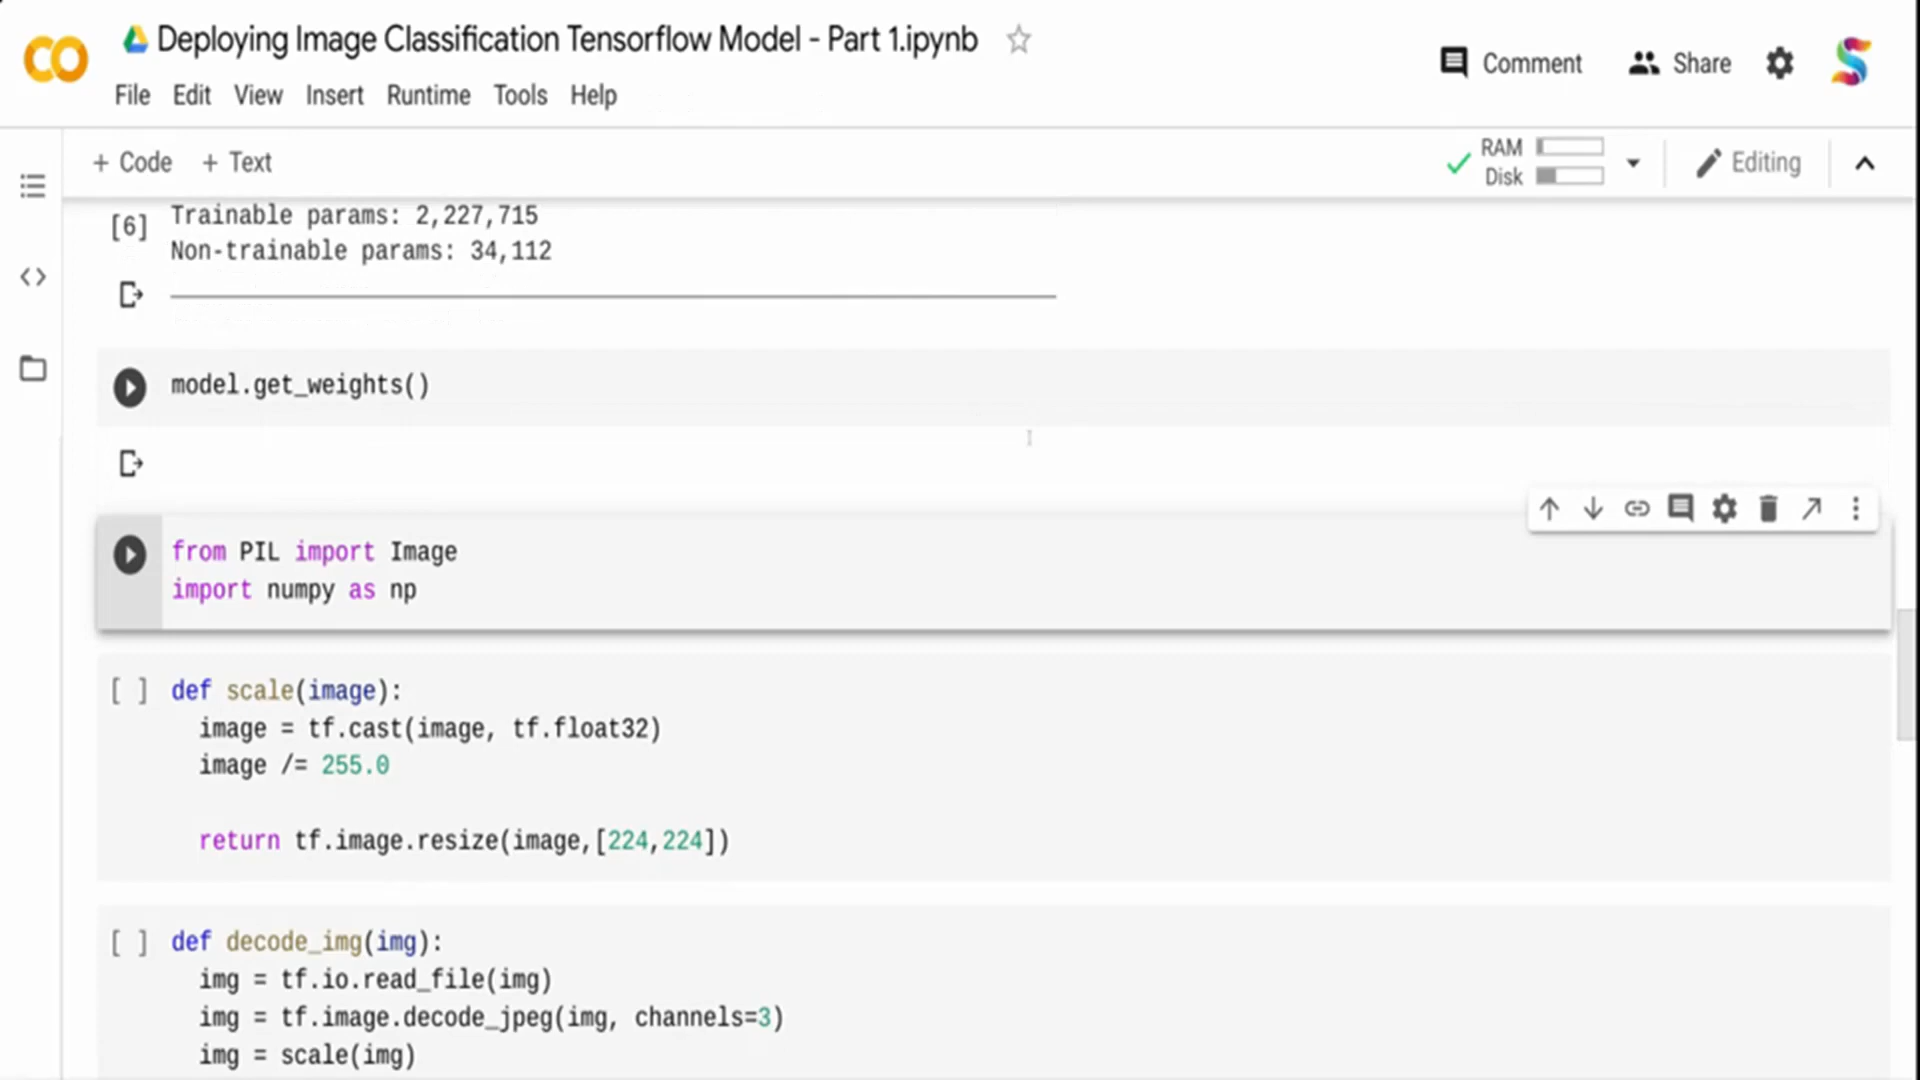 Deploying Image Classification Tensorflow Model - Part 1.ipynb
Comment
Share
File Edit View Insert Runtime Tools Help
+ Code + Text
RAM
Disk
Editing
[6] Trainable params: 2,227,715
Non-trainable params: 34,112
model.get_weights()
from PIL import Image
import numpy as np
[ ] def scale(image):
image = tf.cast(image, tf.float32)
image /= 255.0
return tf.image.resize(image,[224,224])
[ ] def decode_img(img):
img = tf.io.read_file(img)
img = tf.image.decode_jpeg(img, channels=3)
img = scale(img)